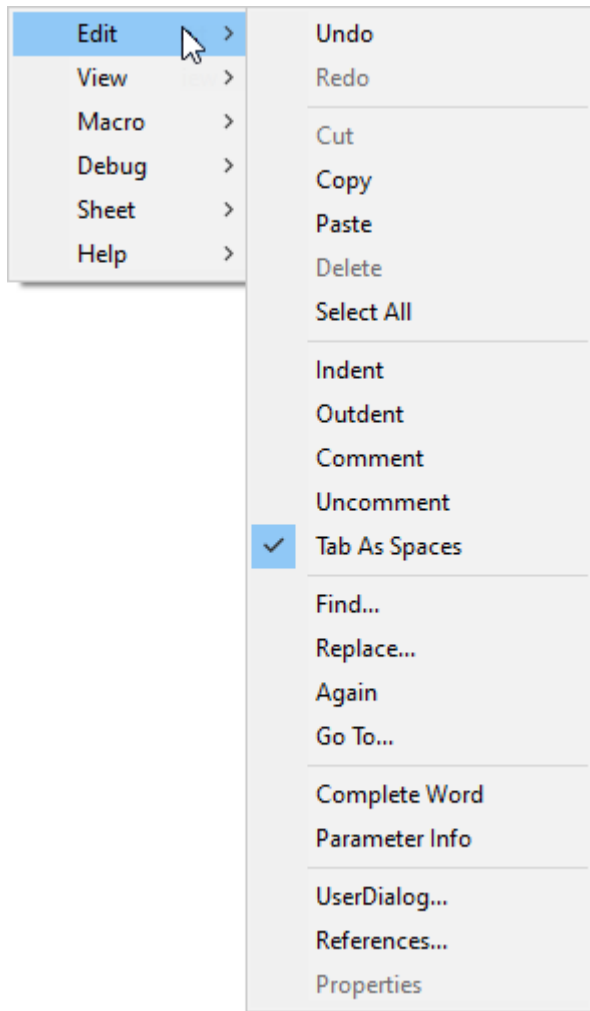 Edit
View
Macro
Debug
Sheet
Help
Undo
Redo
Cut
Copy
Paste
Delete
Select All
Indent
Outdent
Comment
Uncomment
Tab As Spaces
Find...
Replace...
Again
Go To...
Complete Word
Parameter Info
UserDialog...
References...
Properties